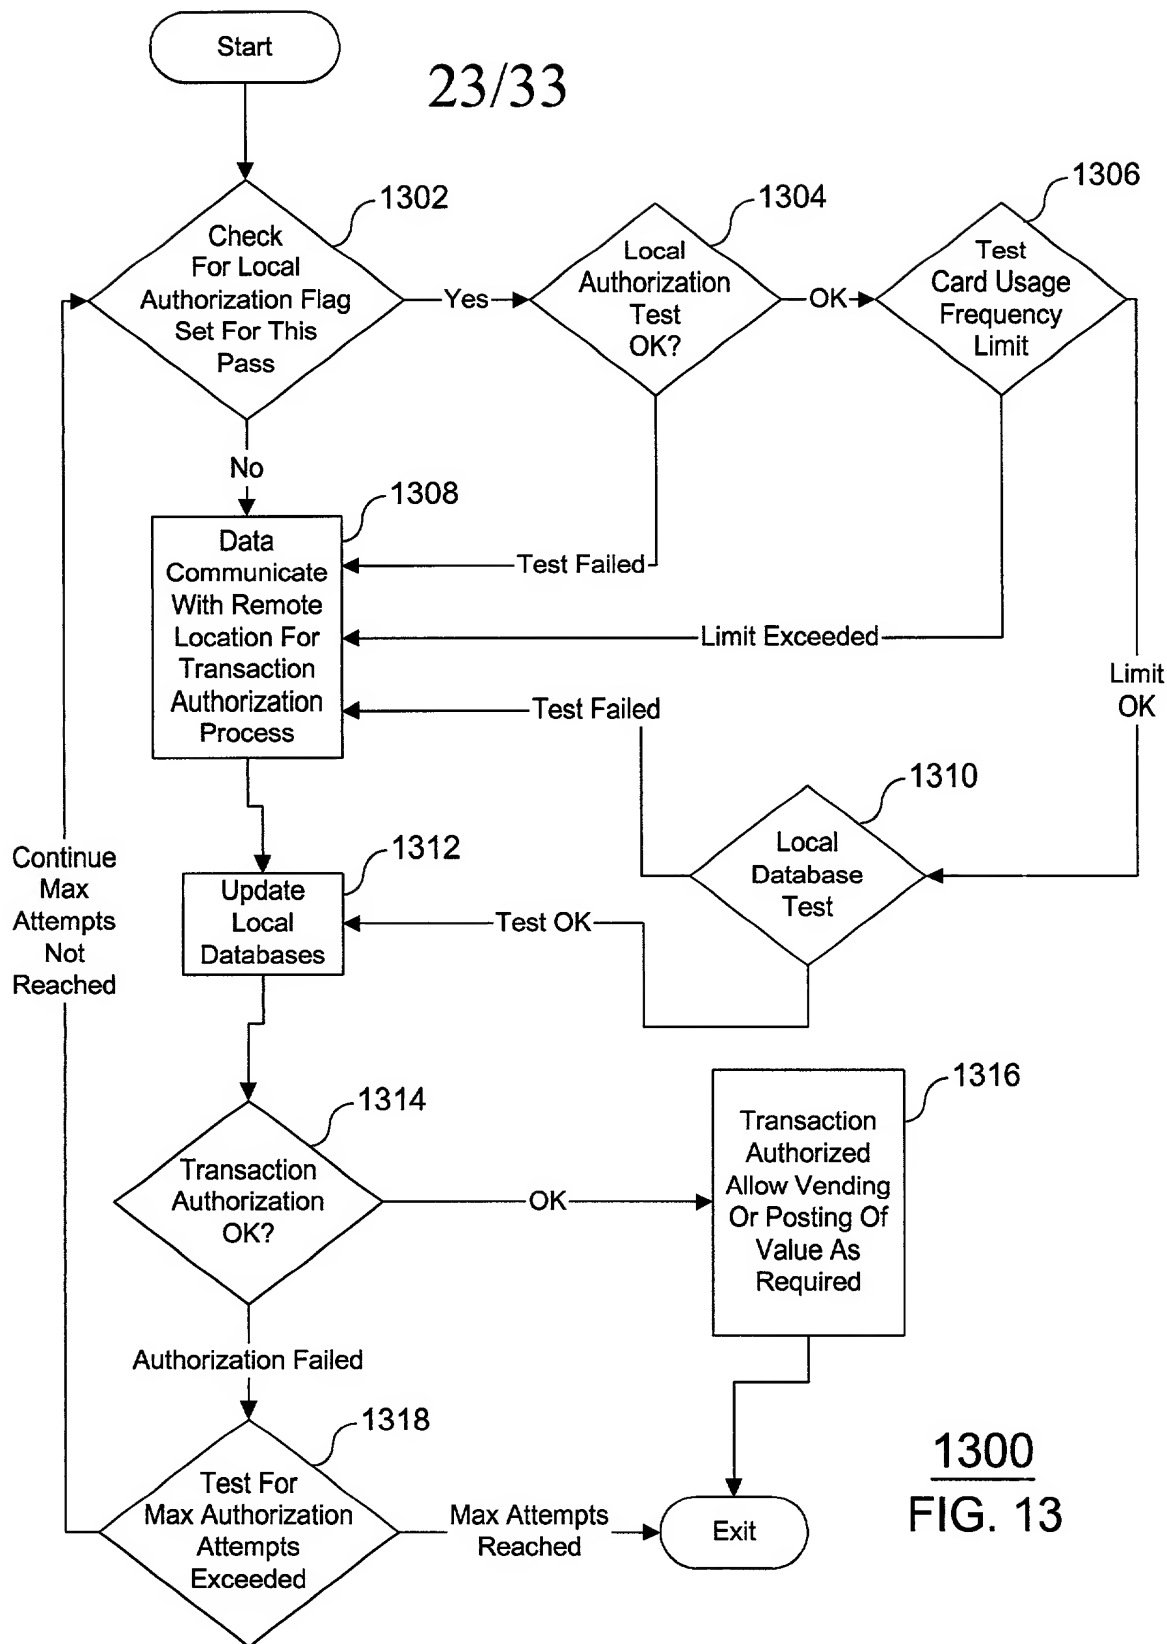 Start
23/33
1302
Check
For Local
Authorization Flag
Set For This
Pass
Yes
1304
Local
Authorization
Test
OK?
OK
1306
Test
Card Usage
Frequency
Limit
No
1308
Data
Communicate
With Remote
Location For
Transaction
Authorization
Process
Test Failed
Limit Exceeded
Test Failed
Limit
OK
1310
Local
Database
Test
Continue
Max
Attempts
Not
Reached
1312
Update
Local
Databases
Test OK
1314
Transaction
Authorization
OK?
OK
1316
Transaction
Authorized
Allow Vending
Or Posting Of
Value As
Required
Authorization Failed
1318
Test For
Max Authorization
Attempts
Exceeded
Max Attempts
Reached
Exit
1300
FIG. 13